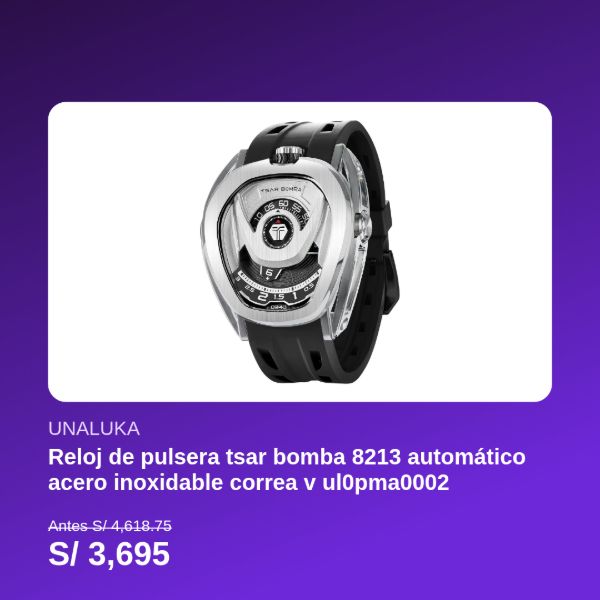 TSAR BOMBA
UNALUKA
Reloj de pulsera tsar bomba 8213 automático
acero inoxidable correa v ul0pma0002
Antes S/ 4,618.75
S/ 3,695